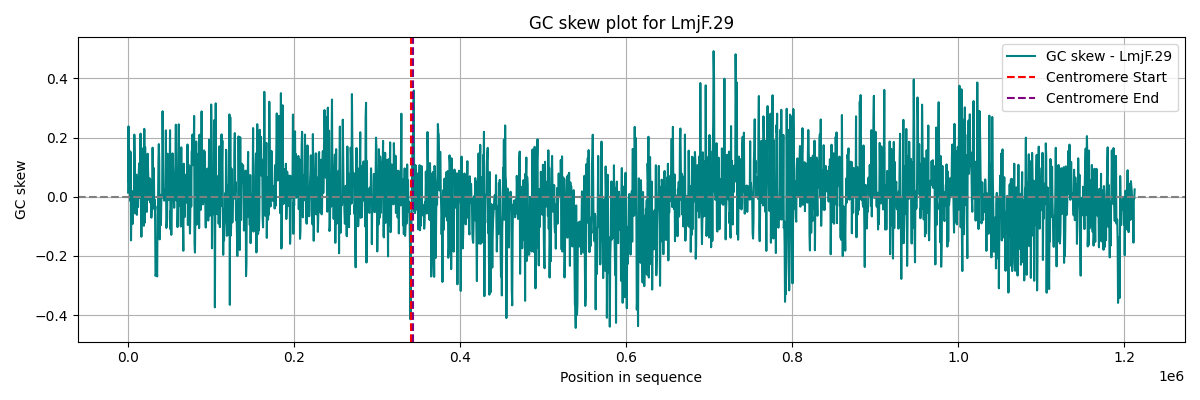 GC skew plot for LmjF.29
GC skew
0.4
0.2
0.0
−0.2
−0.4
GC skew - LmjF.29
Centromere Start
Centromere End
0.0 0.2 0.4 0.6 0.8 1.0 1.2
1e6
Position in sequence